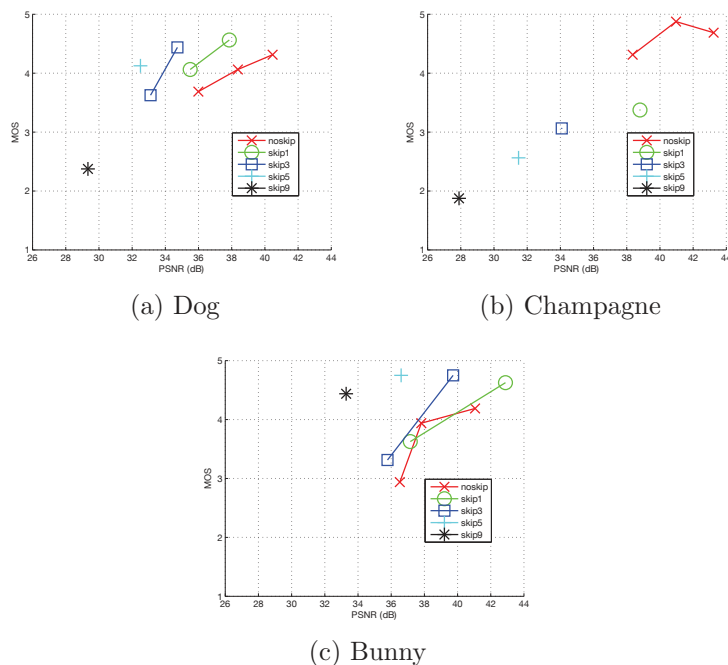 5
4
MOS
3
2
1
26 28 30 32 34 36 38 40 42 44
PSNR (dB)
noskip
skip1
skip3
skip5
skip9
(a) Dog
5
4
MOS
3
2
1
26 28 30 32 34 36 38 40 42 44
PSNR (dB)
noskip
skip1
skip3
skip5
skip9
(b) Champagne
5
4
MOS
3
2
1
26 28 30 32 34 36 38 40 42 44
PSNR (dB)
noskip
skip1
skip3
skip5
skip9
(c) Bunny